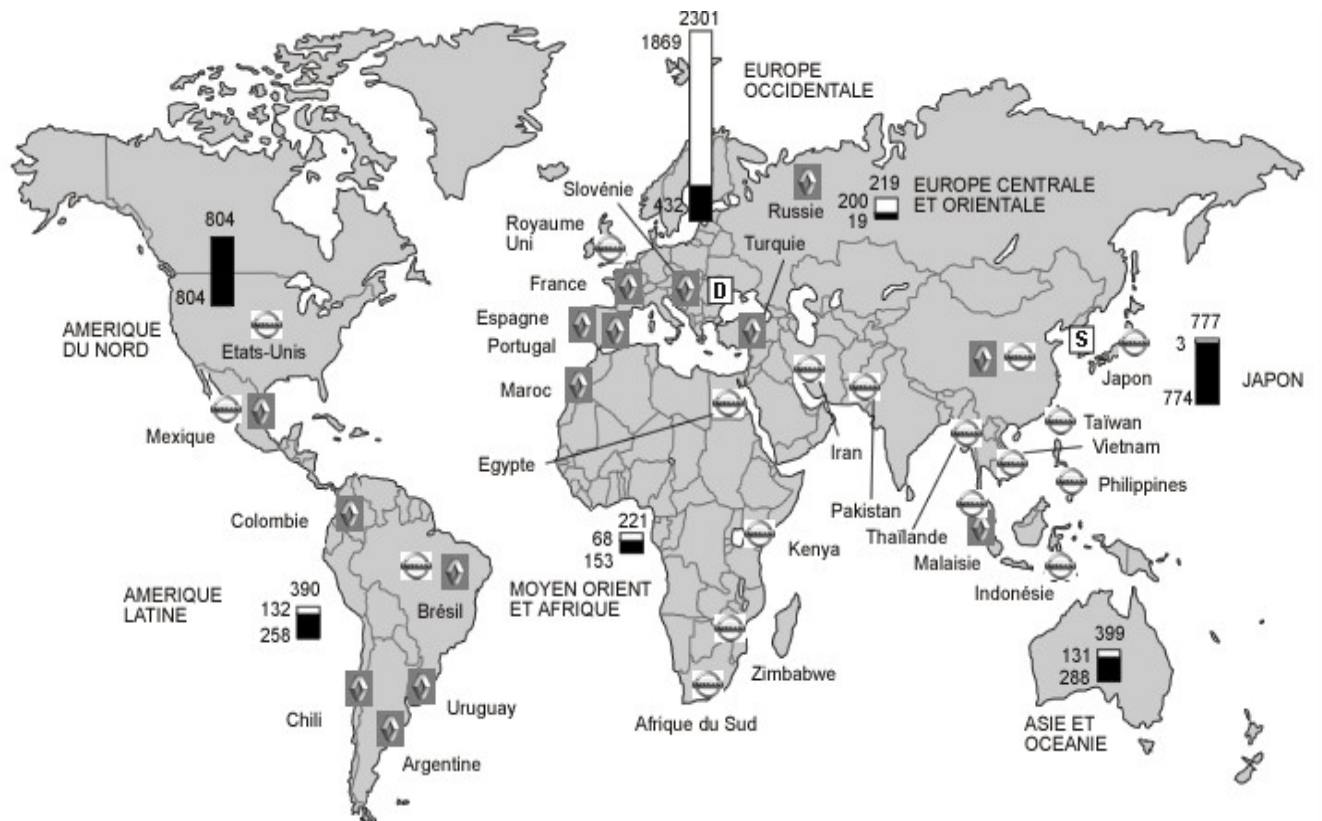 2301
1869
EUROPE
OCCIDENTALE
432
Slovénie
Royaume
Uni
France
Espagne
Portugal
Maroc
D
Turquie
Russie
219
200
19
EUROPE CENTRALE
ET ORIENTALE
804
804
AMERIQUE
DU NORD
Etats-Unis
Mexique
S
Japon
777
3
774
JAPON
Taïwan
Vietnam
Philippines
Iran
Pakistan
Thaïlande
Malaisie
Indonésie
Egypte
Kenya
Zimbabwe
Afrique du Sud
221
68
153
MOYEN ORIENT
ET AFRIQUE
Colombie
Brésil
AMERIQUE
LATINE
390
132
258
Chili
Uruguay
Argentine
399
131
288
ASIE ET
OCEANIE